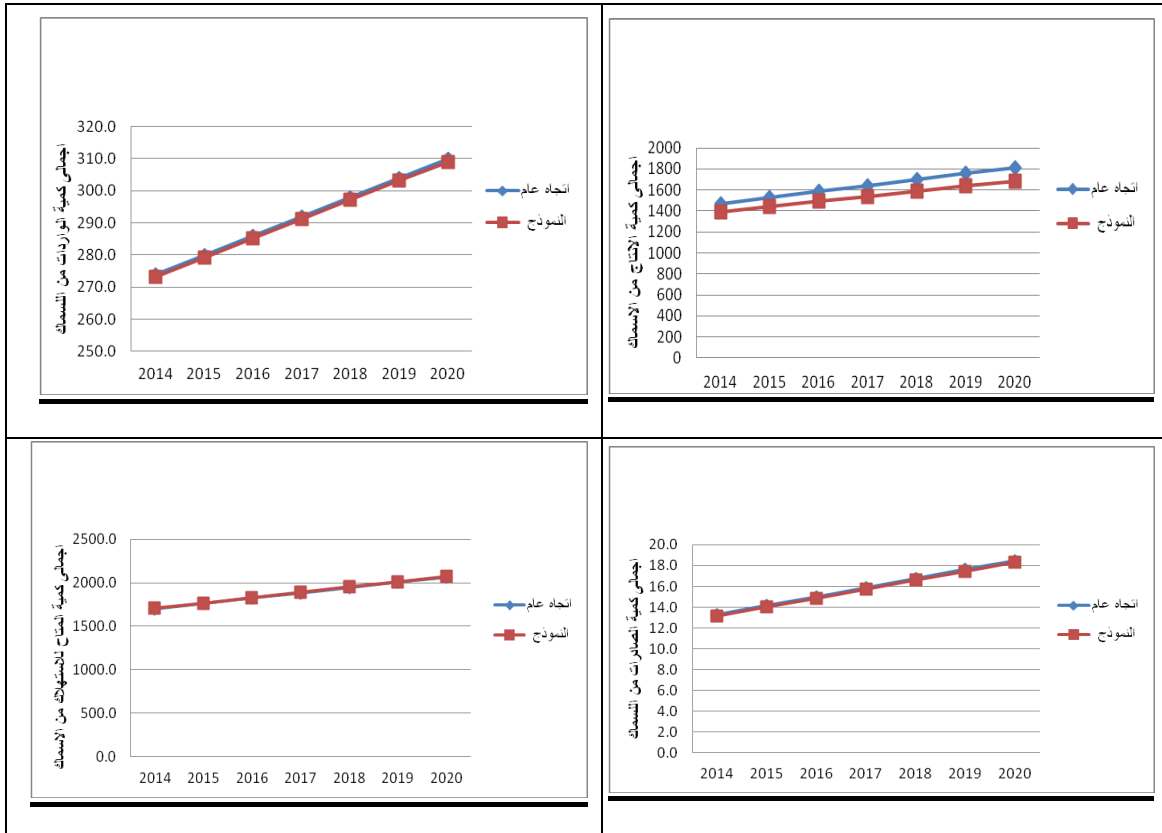 اجمالى كمية الواردات من اللسماك
320.0
310.0
300.0
290.0
280.0
270.0
260.0
250.0
2014 2015 2016 2017 2018 2019 2020
اتجاه عام
النموذج
اجمالى كمية الانتاج من الاسماك
2000
1800
1600
1400
1200
1000
800
600
400
200
0
2014 2015 2016 2017 2018 2019 2020
اتجاه عام
النموذج
اجمالى كمية المتاح للاستهلاك من الاسماك
2500.0
2000.0
1500.0
1000.0
500.0
0.0
2014 2015 2016 2017 2018 2019 2020
اتجاه عام
النموذج
اجمالى كمية الصادرات من اللسماك
20.0
18.0
16.0
14.0
12.0
10.0
8.0
6.0
4.0
2.0
0.0
2014 2015 2016 2017 2018 2019 2020
اتجاه عام
النموذج